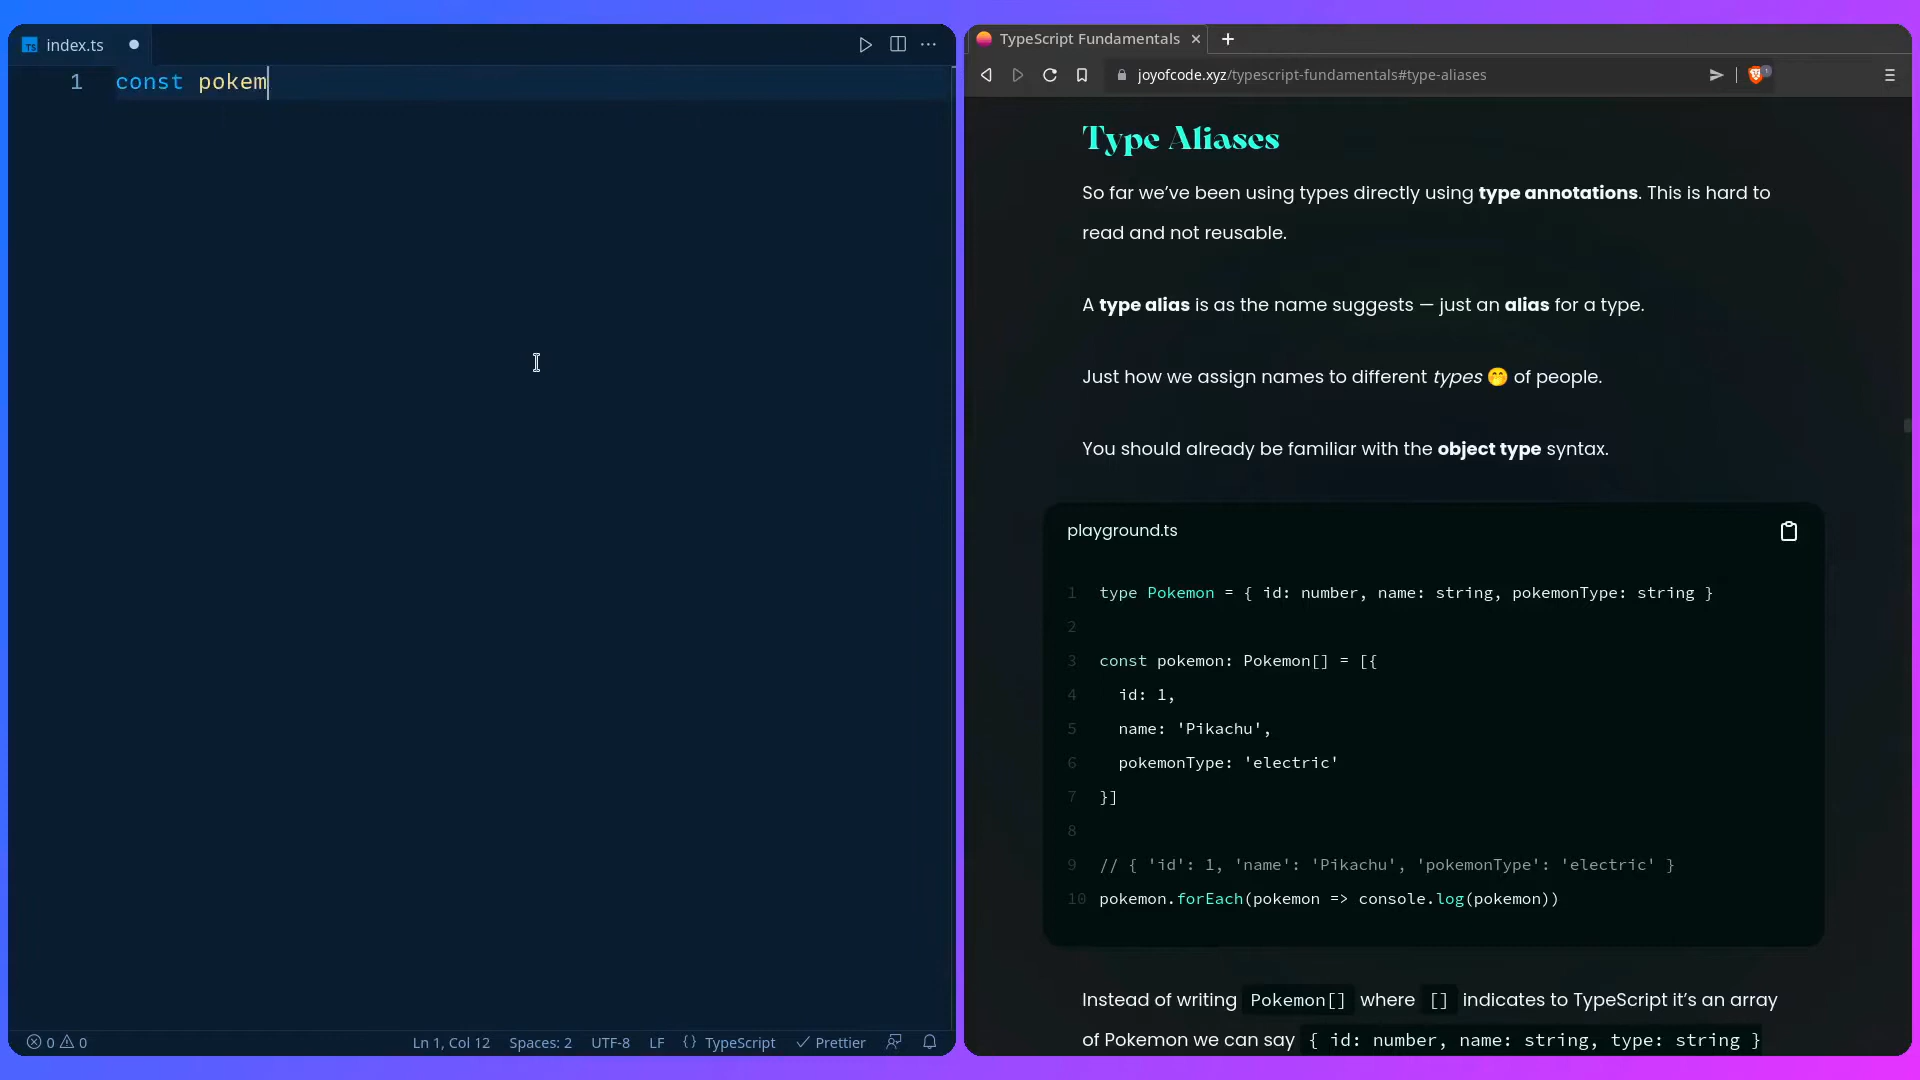 index.ts
1 const pokem
0 0 Ln 1, Col 12 Spaces: 2 UTF-8 LF {} TypeScript Prettier
TypeScript Fundamentals
joyofcode.xyz/typescript-fundamentals#type-aliases
Type Aliases
So far we’ve been using types directly using type annotations. This is hard to
read and not reusable.
A type alias is as the name suggests — just an alias for a type.
Just how we assign names to different types 🤭 of people.
You should already be familiar with the object type syntax.
playground.ts
1 type Pokemon = { id: number, name: string, pokemonType: string }
2
3 const pokemon: Pokemon[] = [{
4   id: 1,
5   name: 'Pikachu',
6   pokemonType: 'electric'
7 }]
8
9 // { 'id': 1, 'name': 'Pikachu', 'pokemonType': 'electric' }
10 pokemon.forEach(pokemon => console.log(pokemon))
Instead of writing Pokemon[] where [] indicates to TypeScript it’s an array
of Pokemon we can say { id: number, name: string, type: string }